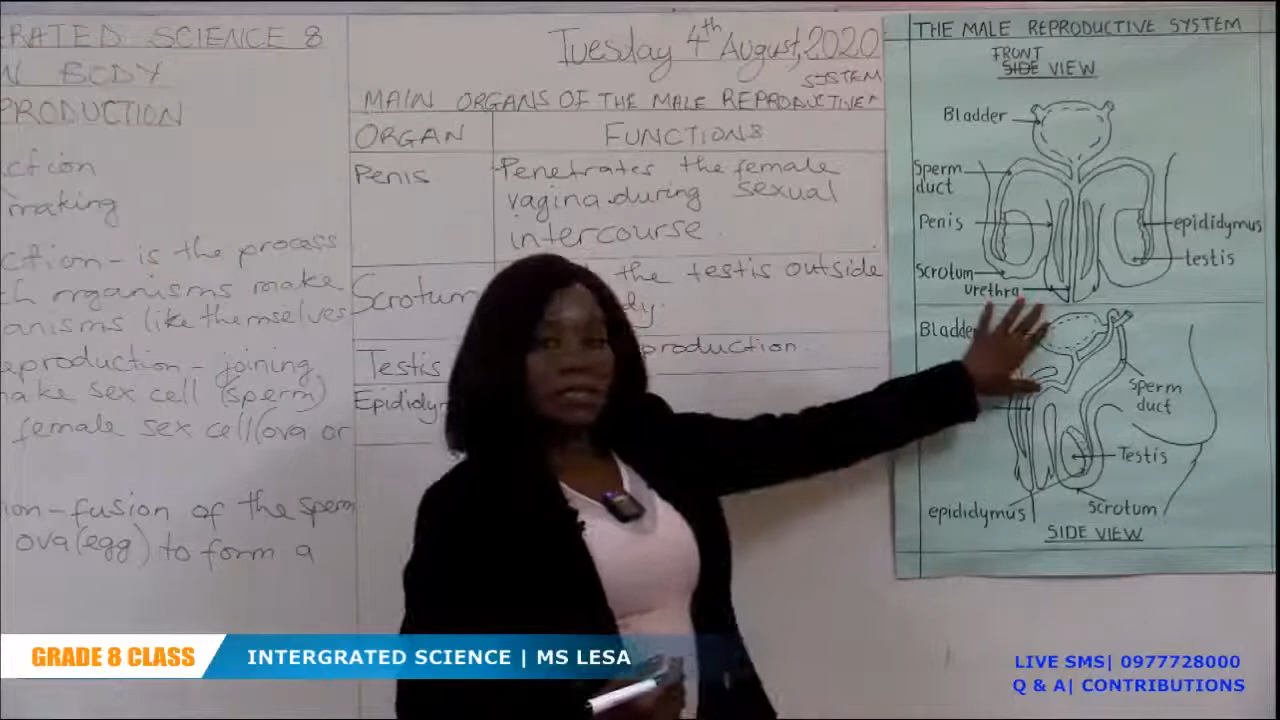 RATED SCIENCE 8
N BODY
PRODUCTION
ction
making
ction - is the process
ch organisms make
anisms like themselves
eproduction - joining
make sex cell (sperm)
female sex cell (ova or
ion - fusion of the sperm
ova (egg) to form a
Tuesday 4th August, 2020
SYSTEM
MAIN ORGANS OF THE MALE REPRODUCTIVE^
ORGAN
FUNCTIONS
Penis
Penetrates the female
vagina during sexual
intercourse.
Scrotum
the testis outside
dy.
Testis
production
Epididy
THE MALE REPRODUCTIVE SYSTEM
FRONT
SIDE VIEW
Bladder
Sperm
duct
Penis
epididymus
testis
Scrotum
urethra
Bladde
Sperm
duct
Testis
epididymus
Scrotum
SIDE VIEW
GRADE 8 CLASS
INTERGRATED SCIENCE | MS LESA
LIVE SMS| 0977728000
Q & A| CONTRIBUTIONS